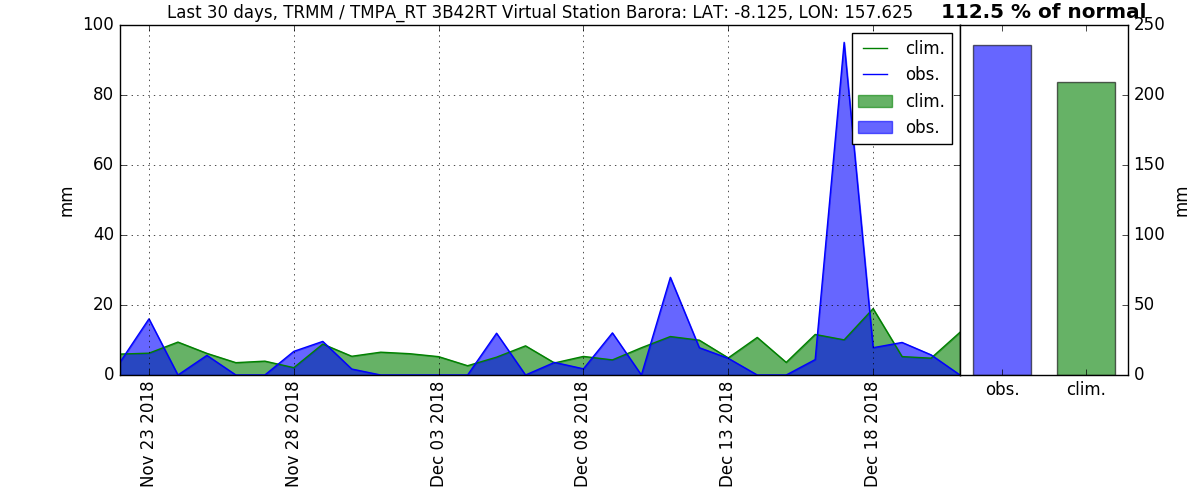 Last 30 days, TRMM / TMPA_RT 3B42RT Virtual Station Barora: LAT: -8.125, LON: 157.625
112.5 % of normal
100
80
60
40
20
0
mm
clim.
obs.
clim.
obs.
250
200
150
100
50
0
mm
Nov 23 2018
Nov 28 2018
Dec 03 2018
Dec 08 2018
Dec 13 2018
Dec 18 2018
obs.
clim.